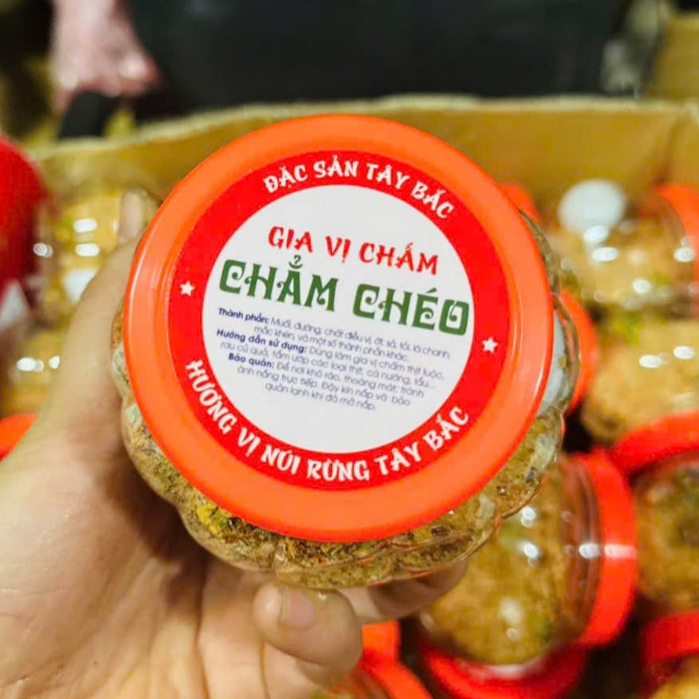 ĐẶC SẢN TÂY BẮC
GIA VỊ CHẤM
CHẲM CHÉO
Thành phần: Muối, đường, chất điều vị, ớt, sả, tỏi, lá chanh,
mắc khén, và một số thành phần khác.
Hướng dẫn sử dụng: Dùng làm gia vị chấm thịt luộc,
rau củ quả, tẩm ướp các loại thịt, cá nướng, lẩu...
Bảo quản: Để nơi khô ráo, thoáng mát, tránh
ánh nắng trực tiếp. Đậy kín nắp và bảo
quản lạnh khi đã mở nắp.
HƯƠNG VỊ NÚI RỪNG TÂY BẮC